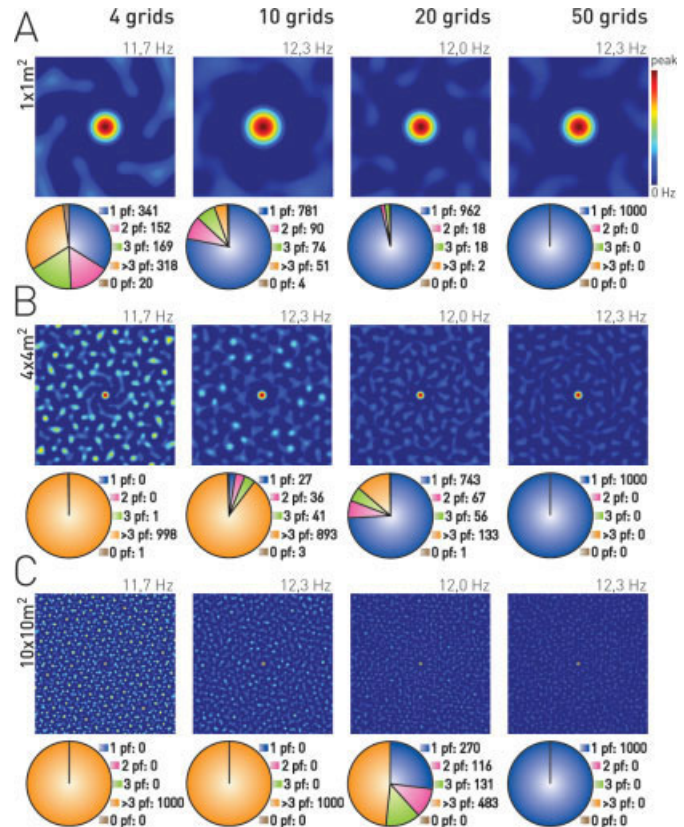 4 grids 10 grids 20 grids 50 grids
A
1x1m²
11,7 Hz 12,3 Hz 12,0 Hz 12,3 Hz
peak
0 Hz
1 pf: 341 1 pf: 781 1 pf: 962 1 pf: 1000
2 pf: 152 2 pf: 90 2 pf: 18 2 pf: 0
3 pf: 169 3 pf: 74 3 pf: 18 3 pf: 0
>3 pf: 318 >3 pf: 51 >3 pf: 2 >3 pf: 0
0 pf: 20 0 pf: 4 0 pf: 0 0 pf: 0
B
4x4m²
11,7 Hz 12,3 Hz 12,0 Hz 12,3 Hz
1 pf: 0 1 pf: 27 1 pf: 743 1 pf: 1000
2 pf: 0 2 pf: 36 2 pf: 67 2 pf: 0
3 pf: 1 3 pf: 41 3 pf: 56 3 pf: 0
>3 pf: 998 >3 pf: 893 >3 pf: 133 >3 pf: 0
0 pf: 1 0 pf: 3 0 pf: 1 0 pf: 0
C
10x10m²
11,7 Hz 12,3 Hz 12,0 Hz 12,3 Hz
1 pf: 0 1 pf: 0 1 pf: 270 1 pf: 1000
2 pf: 0 2 pf: 0 2 pf: 116 2 pf: 0
3 pf: 0 3 pf: 0 3 pf: 131 3 pf: 0
>3 pf: 1000 >3 pf: 1000 >3 pf: 483 >3 pf: 0
0 pf: 0 0 pf: 0 0 pf: 0 0 pf: 0